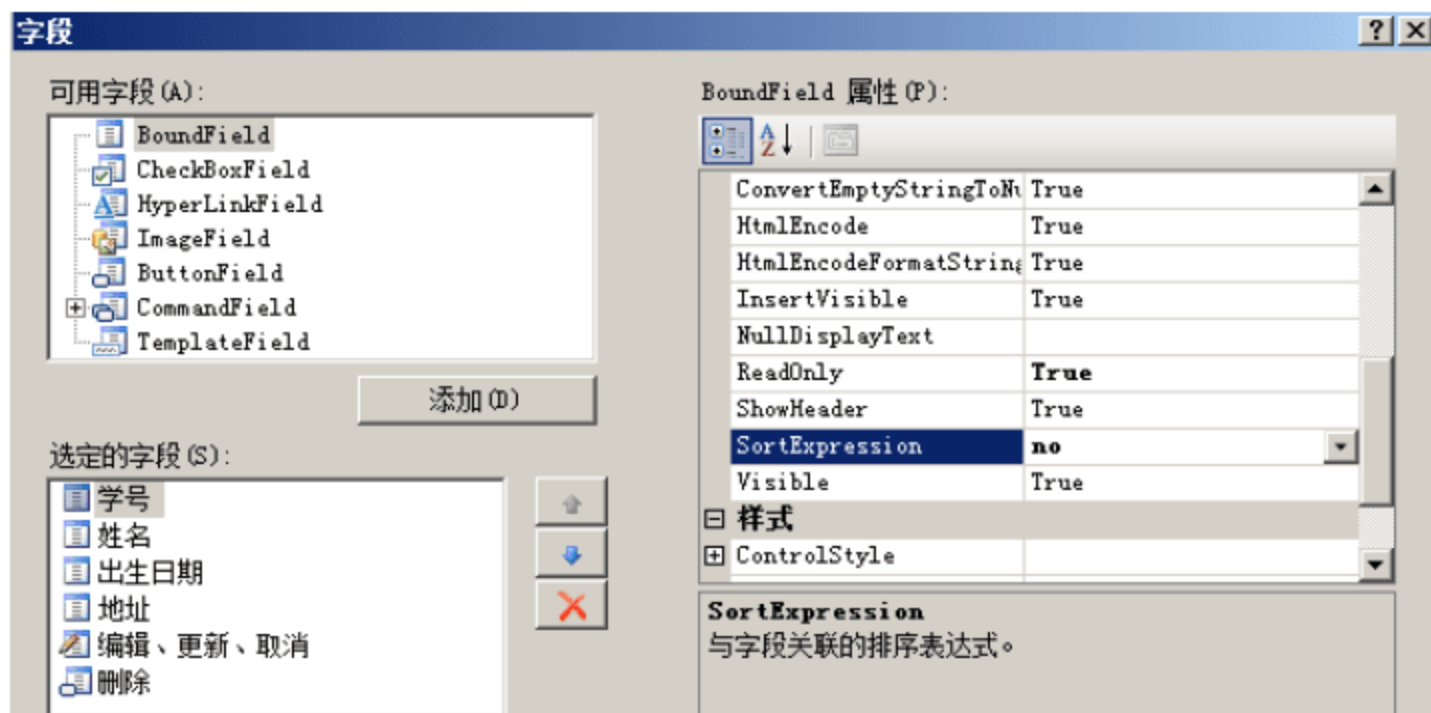 字段
可用字段(A):
BoundField
CheckBoxField
HyperLinkField
ImageField
ButtonField
CommandField
TemplateField
添加(D)
选定的字段(S):
学号
姓名
出生日期
地址
编辑、更新、取消
删除
BoundField 属性(P):
ConvertEmptyStringToNu True
HtmlEncode True
HtmlEncodeFormatString True
InsertVisible True
NullDisplayText
ReadOnly True
ShowHeader True
SortExpression no
Visible True
样式
ControlStyle
SortExpression
与字段关联的排序表达式。